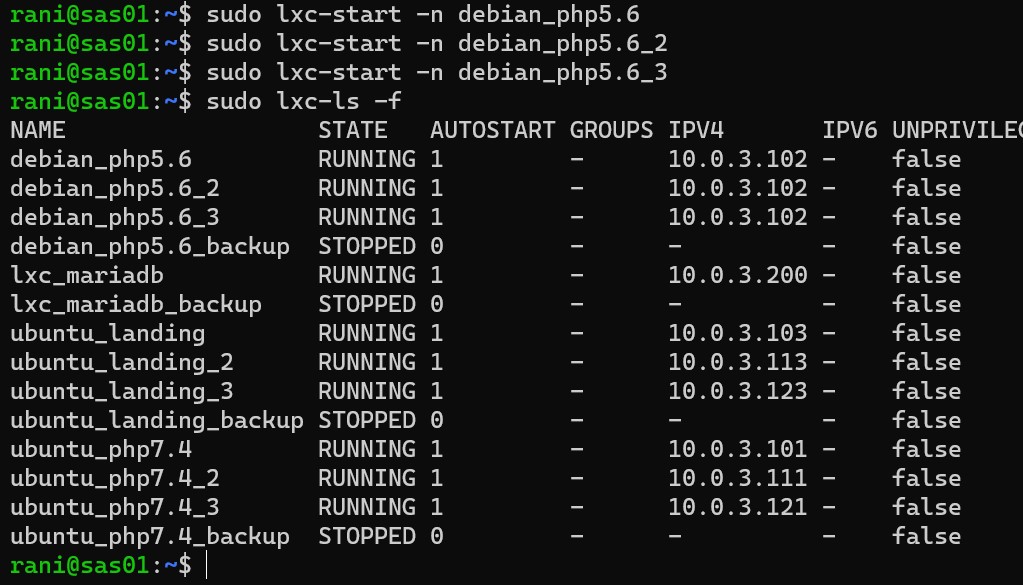 rani@sas01:~$ sudo lxc-start -n debian_php5.6
rani@sas01:~$ sudo lxc-start -n debian_php5.6_2
rani@sas01:~$ sudo lxc-start -n debian_php5.6_3
rani@sas01:~$ sudo lxc-ls -f
NAME                  STATE   AUTOSTART GROUPS IPV4       IPV6 UNPRIVILEG
debian_php5.6         RUNNING 1         -      10.0.3.102 -    false
debian_php5.6_2       RUNNING 1         -      10.0.3.102 -    false
debian_php5.6_3       RUNNING 1         -      10.0.3.102 -    false
debian_php5.6_backup  STOPPED 0         -      -          -    false
lxc_mariadb           RUNNING 1         -      10.0.3.200 -    false
lxc_mariadb_backup    STOPPED 0         -      -          -    false
ubuntu_landing        RUNNING 1         -      10.0.3.103 -    false
ubuntu_landing_2      RUNNING 1         -      10.0.3.113 -    false
ubuntu_landing_3      RUNNING 1         -      10.0.3.123 -    false
ubuntu_landing_backup STOPPED 0         -      -          -    false
ubuntu_php7.4         RUNNING 1         -      10.0.3.101 -    false
ubuntu_php7.4_2       RUNNING 1         -      10.0.3.111 -    false
ubuntu_php7.4_3       RUNNING 1         -      10.0.3.121 -    false
ubuntu_php7.4_backup  STOPPED 0         -      -          -    false
rani@sas01:~$